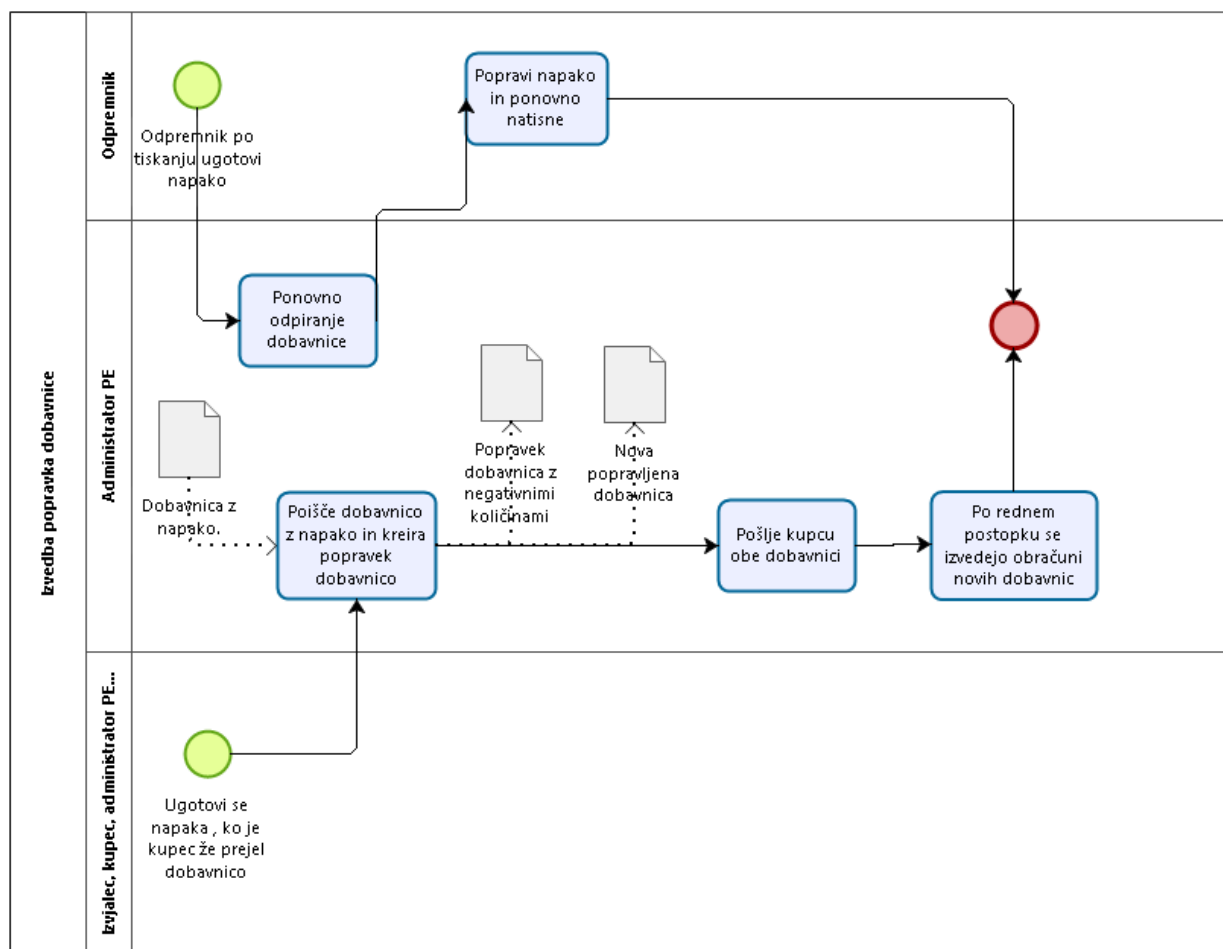 Izvedba popravka dobavnice
Odpremnik
Odpremnik po
tiskanju ugotovi
napako
Popravi napako
in ponovno
natisne
Administrator PE
Ponovno
odpiranje
dobavnice
Dobavnica z
napako.
Poišče dobavnico
z napako in kreira
popravek
dobavnico
Popravek
dobavnica z
negativnimi
količinami
Nova
popravljena
dobavnica
Pošlje kupcu
obe dobavnici
Po rednem
postopku se
izvedejo obračuni
novih dobavnic
Izvjalec, kupec, administrator PE...
Ugotovi se
napaka , ko je
kupec že prejel
dobavnico